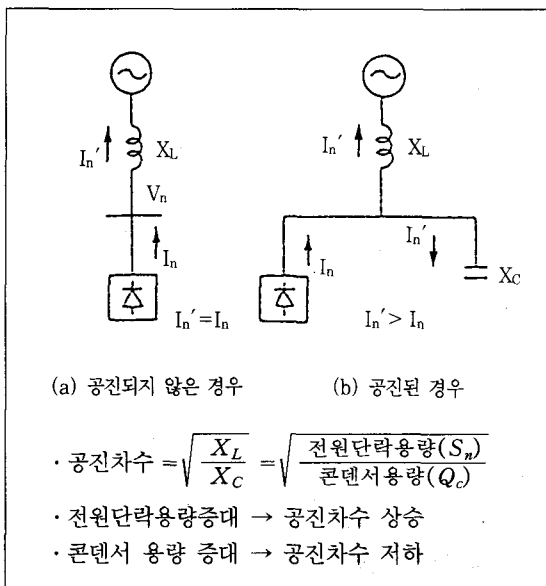 Iₙ′ X_L
Vₙ
Iₙ
Iₙ′=Iₙ
Iₙ′ X_L
Iₙ′
Iₙ
X_C
Iₙ′> Iₙ
(a) 공진되지 않은 경우 (b) 공진된 경우
· 공진차수 = √(X_L / X_C) = √(전원단락용량(Sₙ) / 콘덴서용량(Q_c))
· 전원단락용량증대 → 공진차수 상승
· 콘덴서 용량 증대 → 공진차수 저하